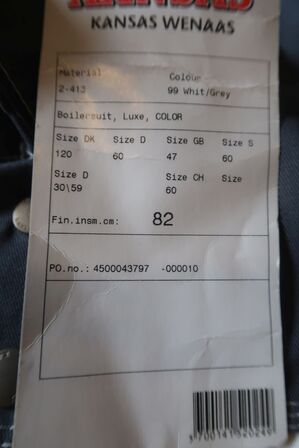 KANSAS
KANSAS WENAAS
Material Colour
2-413 99 Whit/Grey
Boilersuit, Luxe, COLOR
Size DK Size D Size GB Size S
120 60 47 60
Size D Size CH Size
30\59 60
Fin.insm.cm: 82
PO.no.: 4500043797 -000010